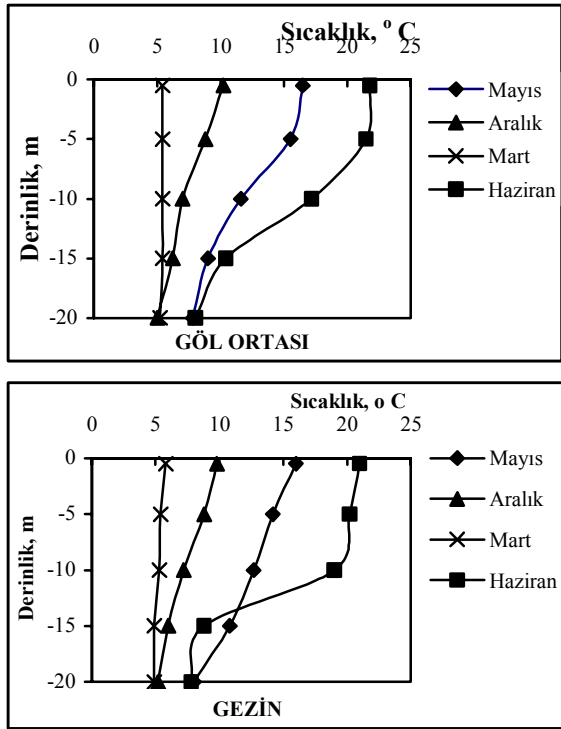 Sıcaklık, ° C
0 5 10 15 20 25
0
-5
-10
-15
-20
Derinlik, m
Mayıs
Aralık
Mart
Haziran
GÖL ORTASI
Sıcaklık, o C
0 5 10 15 20 25
0
-5
-10
-15
-20
Derinlik, m
Mayıs
Aralık
Mart
Haziran
GEZİN